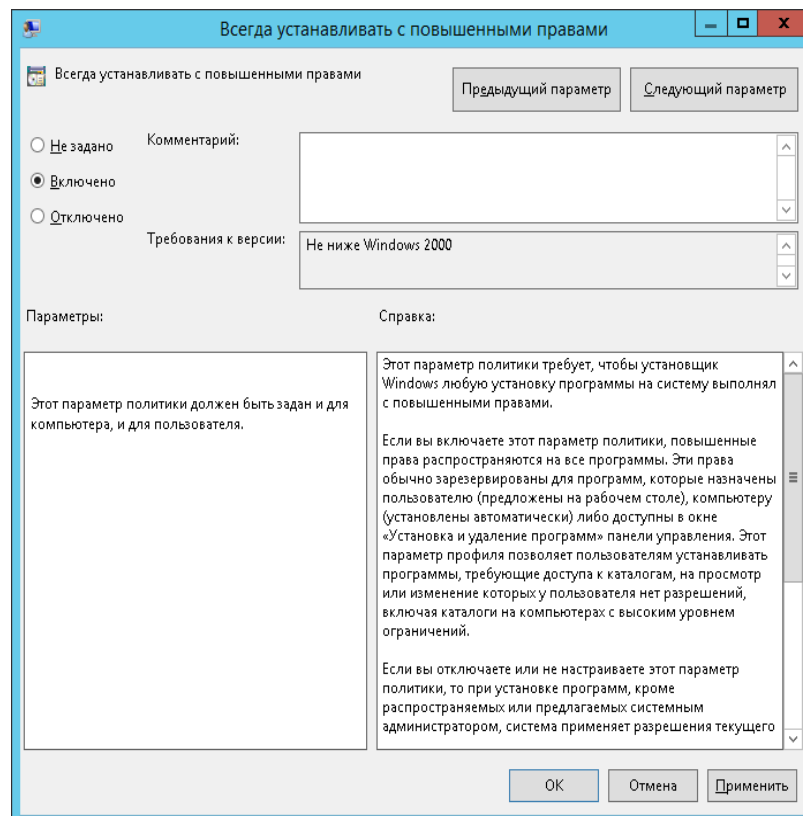 Всегда устанавливать с повышенными правами
Всегда устанавливать с повышенными правами
Предыдущий параметр
Следующий параметр
Не задано
Включено
Отключено
Комментарий:
Требования к версии:
Не ниже Windows 2000
Параметры:
Справка:
Этот параметр политики должен быть задан и для
компьютера, и для пользователя.
Этот параметр политики требует, чтобы установщик
Windows любую установку программы на систему выполнял
с повышенными правами.
Если вы включаете этот параметр политики, повышенные
права распространяются на все программы. Эти права
обычно зарезервированы для программ, которые назначены
пользователю (предложены на рабочем столе), компьютеру
(установлены автоматически) либо доступны в окне
«Установка и удаление программ» панели управления. Этот
параметр профиля позволяет пользователям устанавливать
программы, требующие доступа к каталогам, на просмотр
или изменение которых у пользователя нет разрешений,
включая каталоги на компьютерах с высоким уровнем
ограничений.
Если вы отключаете или не настраиваете этот параметр
политики, то при установке программ, кроме
распространяемых или предлагаемых системным
администратором, система применяет разрешения текущего
OK
Отмена
Применить